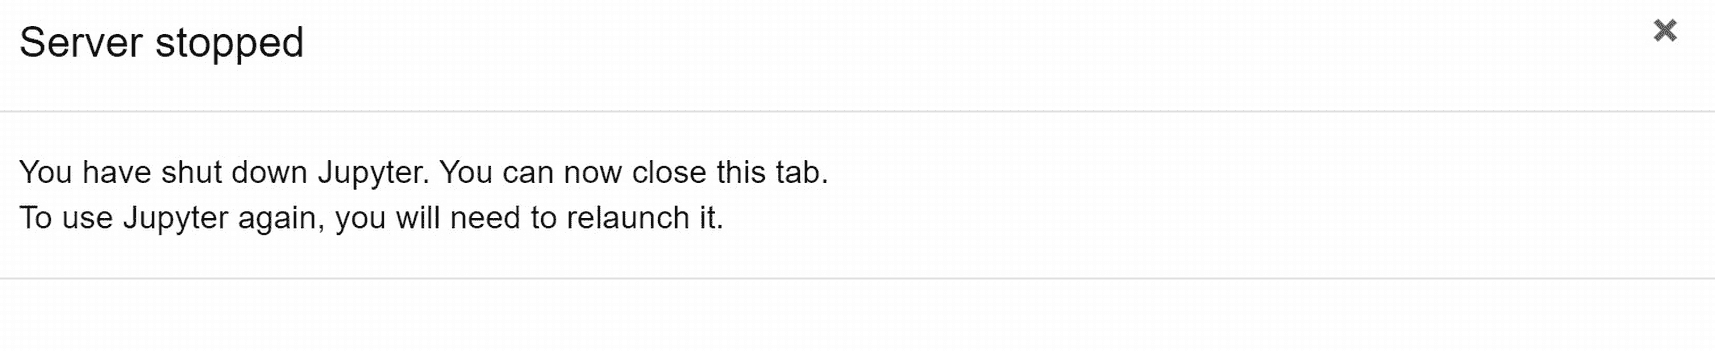 Server stopped
You have shut down Jupyter. You can now close this tab.
To use Jupyter again, you will need to relaunch it.